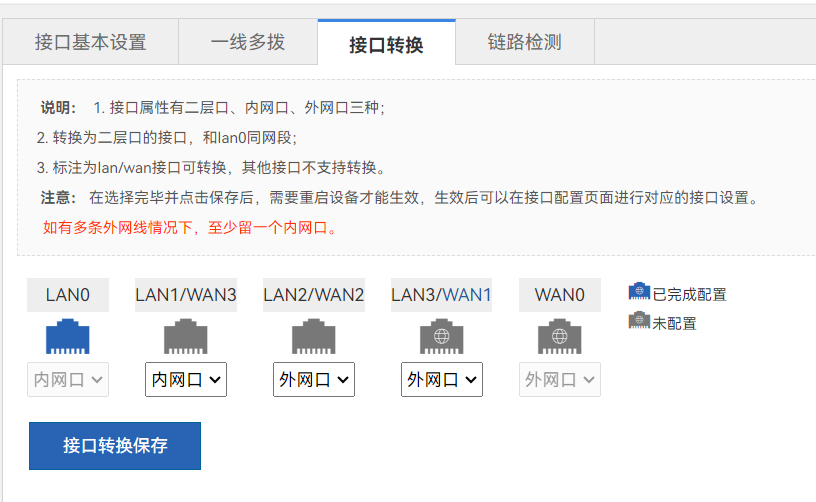 接口基本设置 一线多拨 接口转换 链路检测
说明： 1. 接口属性有二层口、内网口、外网口三种；
2. 转换为二层口的接口，和lan0同网段；
3. 标注为lan/wan接口可转换，其他接口不支持转换。
注意： 在选择完毕并点击保存后，需要重启设备才能生效，生效后可以在接口配置页面进行对应的接口设置。
如有多条外网线情况下，至少留一个内网口。
LAN0 LAN1/WAN3 LAN2/WAN2 LAN3/WAN1 WAN0
已完成配置
未配置
内网口 内网口 外网口 外网口 外网口
接口转换保存